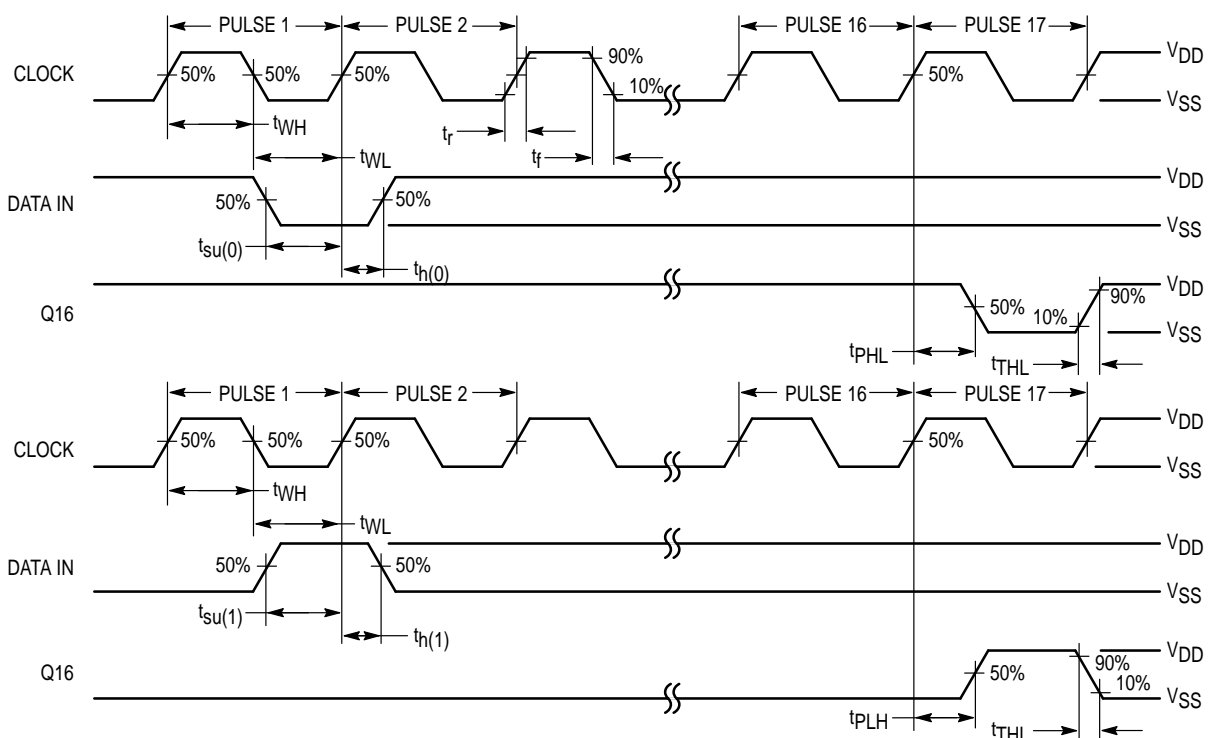 PULSE 1 PULSE 2 PULSE 16 PULSE 17
CLOCK 50% 50% 50% 90% 10% 50% VDD VSS
tWH tr tf
tWL
DATA IN 50% 50% VDD VSS
tsu(0) th(0)
Q16 50% 10% 90% VDD VSS
tPHL tTHL
PULSE 1 PULSE 2 PULSE 16 PULSE 17
CLOCK 50% 50% 50% 50% VDD VSS
tWH
tWL
DATA IN 50% 50% VDD VSS
tsu(1) th(1)
Q16 50% 90% 10% VDD VSS
tPLH tTHL